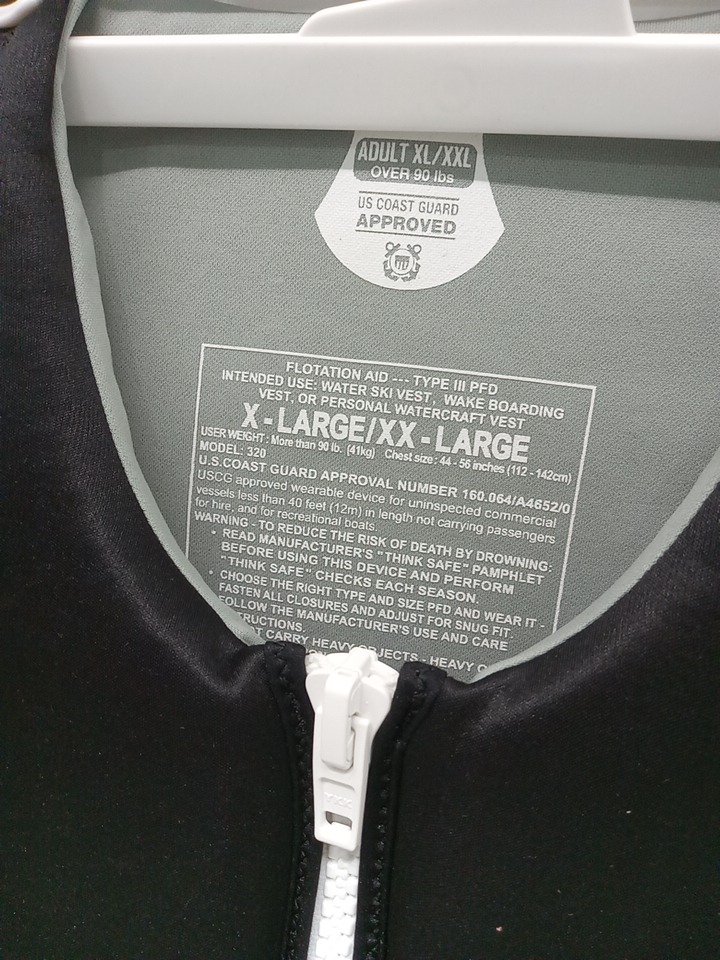 ADULT XL/XXL
OVER 90 lbs
US COAST GUARD
APPROVED
FLOTATION AID --- TYPE III PFD
INTENDED USE: WATER SKI VEST, WAKE BOARDING
VEST, OR PERSONAL WATERCRAFT VEST
X - LARGE/XX - LARGE
USER WEIGHT: More than 90 lb. (41kg) Chest size: 44 - 56 inches (112 - 142cm)
MODEL: 320
U.S.COAST GUARD APPROVAL NUMBER 160.064/A4652/0
USCG approved wearable device for uninspected commercial
vessels less than 40 feet (12m) in length not carrying passengers
for hire, and for recreational boats.
WARNING - TO REDUCE THE RISK OF DEATH BY DROWNING:
• READ MANUFACTURER'S "THINK SAFE" PAMPHLET
BEFORE USING THIS DEVICE AND PERFORM
"THINK SAFE" CHECKS EACH SEASON.
• CHOOSE THE RIGHT TYPE AND SIZE PFD AND WEAR IT -
FASTEN ALL CLOSURES AND ADJUST FOR SNUG FIT.
FOLLOW THE MANUFACTURER'S USE AND CARE
TRUCTIONS.
T CARRY HEAVY OBJECTS - HEAVY
YKK